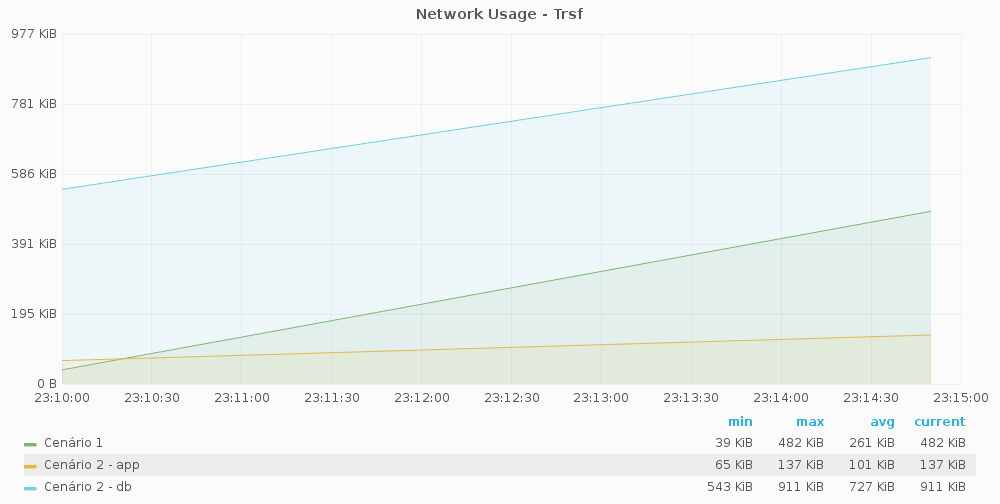 Network Usage - Trsf
977 KiB
781 KiB
586 KiB
391 KiB
195 KiB
0 B
23:10:00 23:10:30 23:11:00 23:11:30 23:12:00 23:12:30 23:13:00 23:13:30 23:14:00 23:14:30 23:15:00
min max avg current
Cenário 1 39 KiB 482 KiB 261 KiB 482 KiB
Cenário 2 - app 65 KiB 137 KiB 101 KiB 137 KiB
Cenário 2 - db 543 KiB 911 KiB 727 KiB 911 KiB